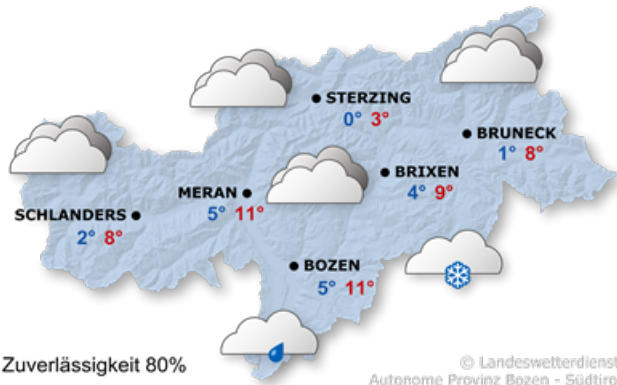 STERZING
0° 3°
BRUNECK
1° 8°
BRIXEN
4° 9°
MERAN
5° 11°
SCHLANDERS
2° 8°
BOZEN
5° 11°
Zuverlässigkeit 80%
© Landeswetterdienst
Autonome Provinz Bozen - Südtiro